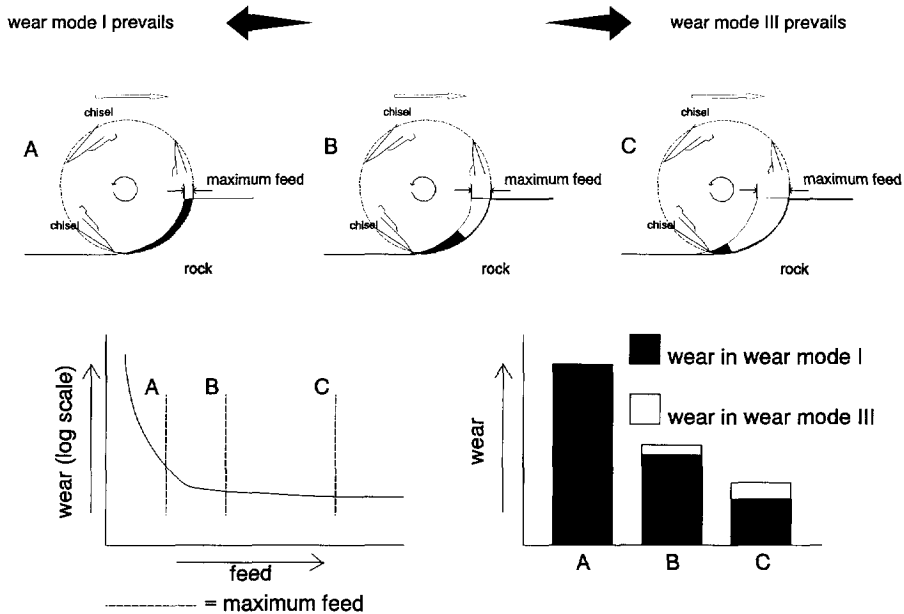 wear mode I prevails
wear mode III prevails
chisel
A
maximum feed
chisel
rock
chisel
B
maximum feed
chisel
rock
chisel
C
maximum feed
chisel
rock
wear (log scale)
A
B
C
feed
= maximum feed
wear
wear in wear mode I
wear in wear mode III
A
B
C